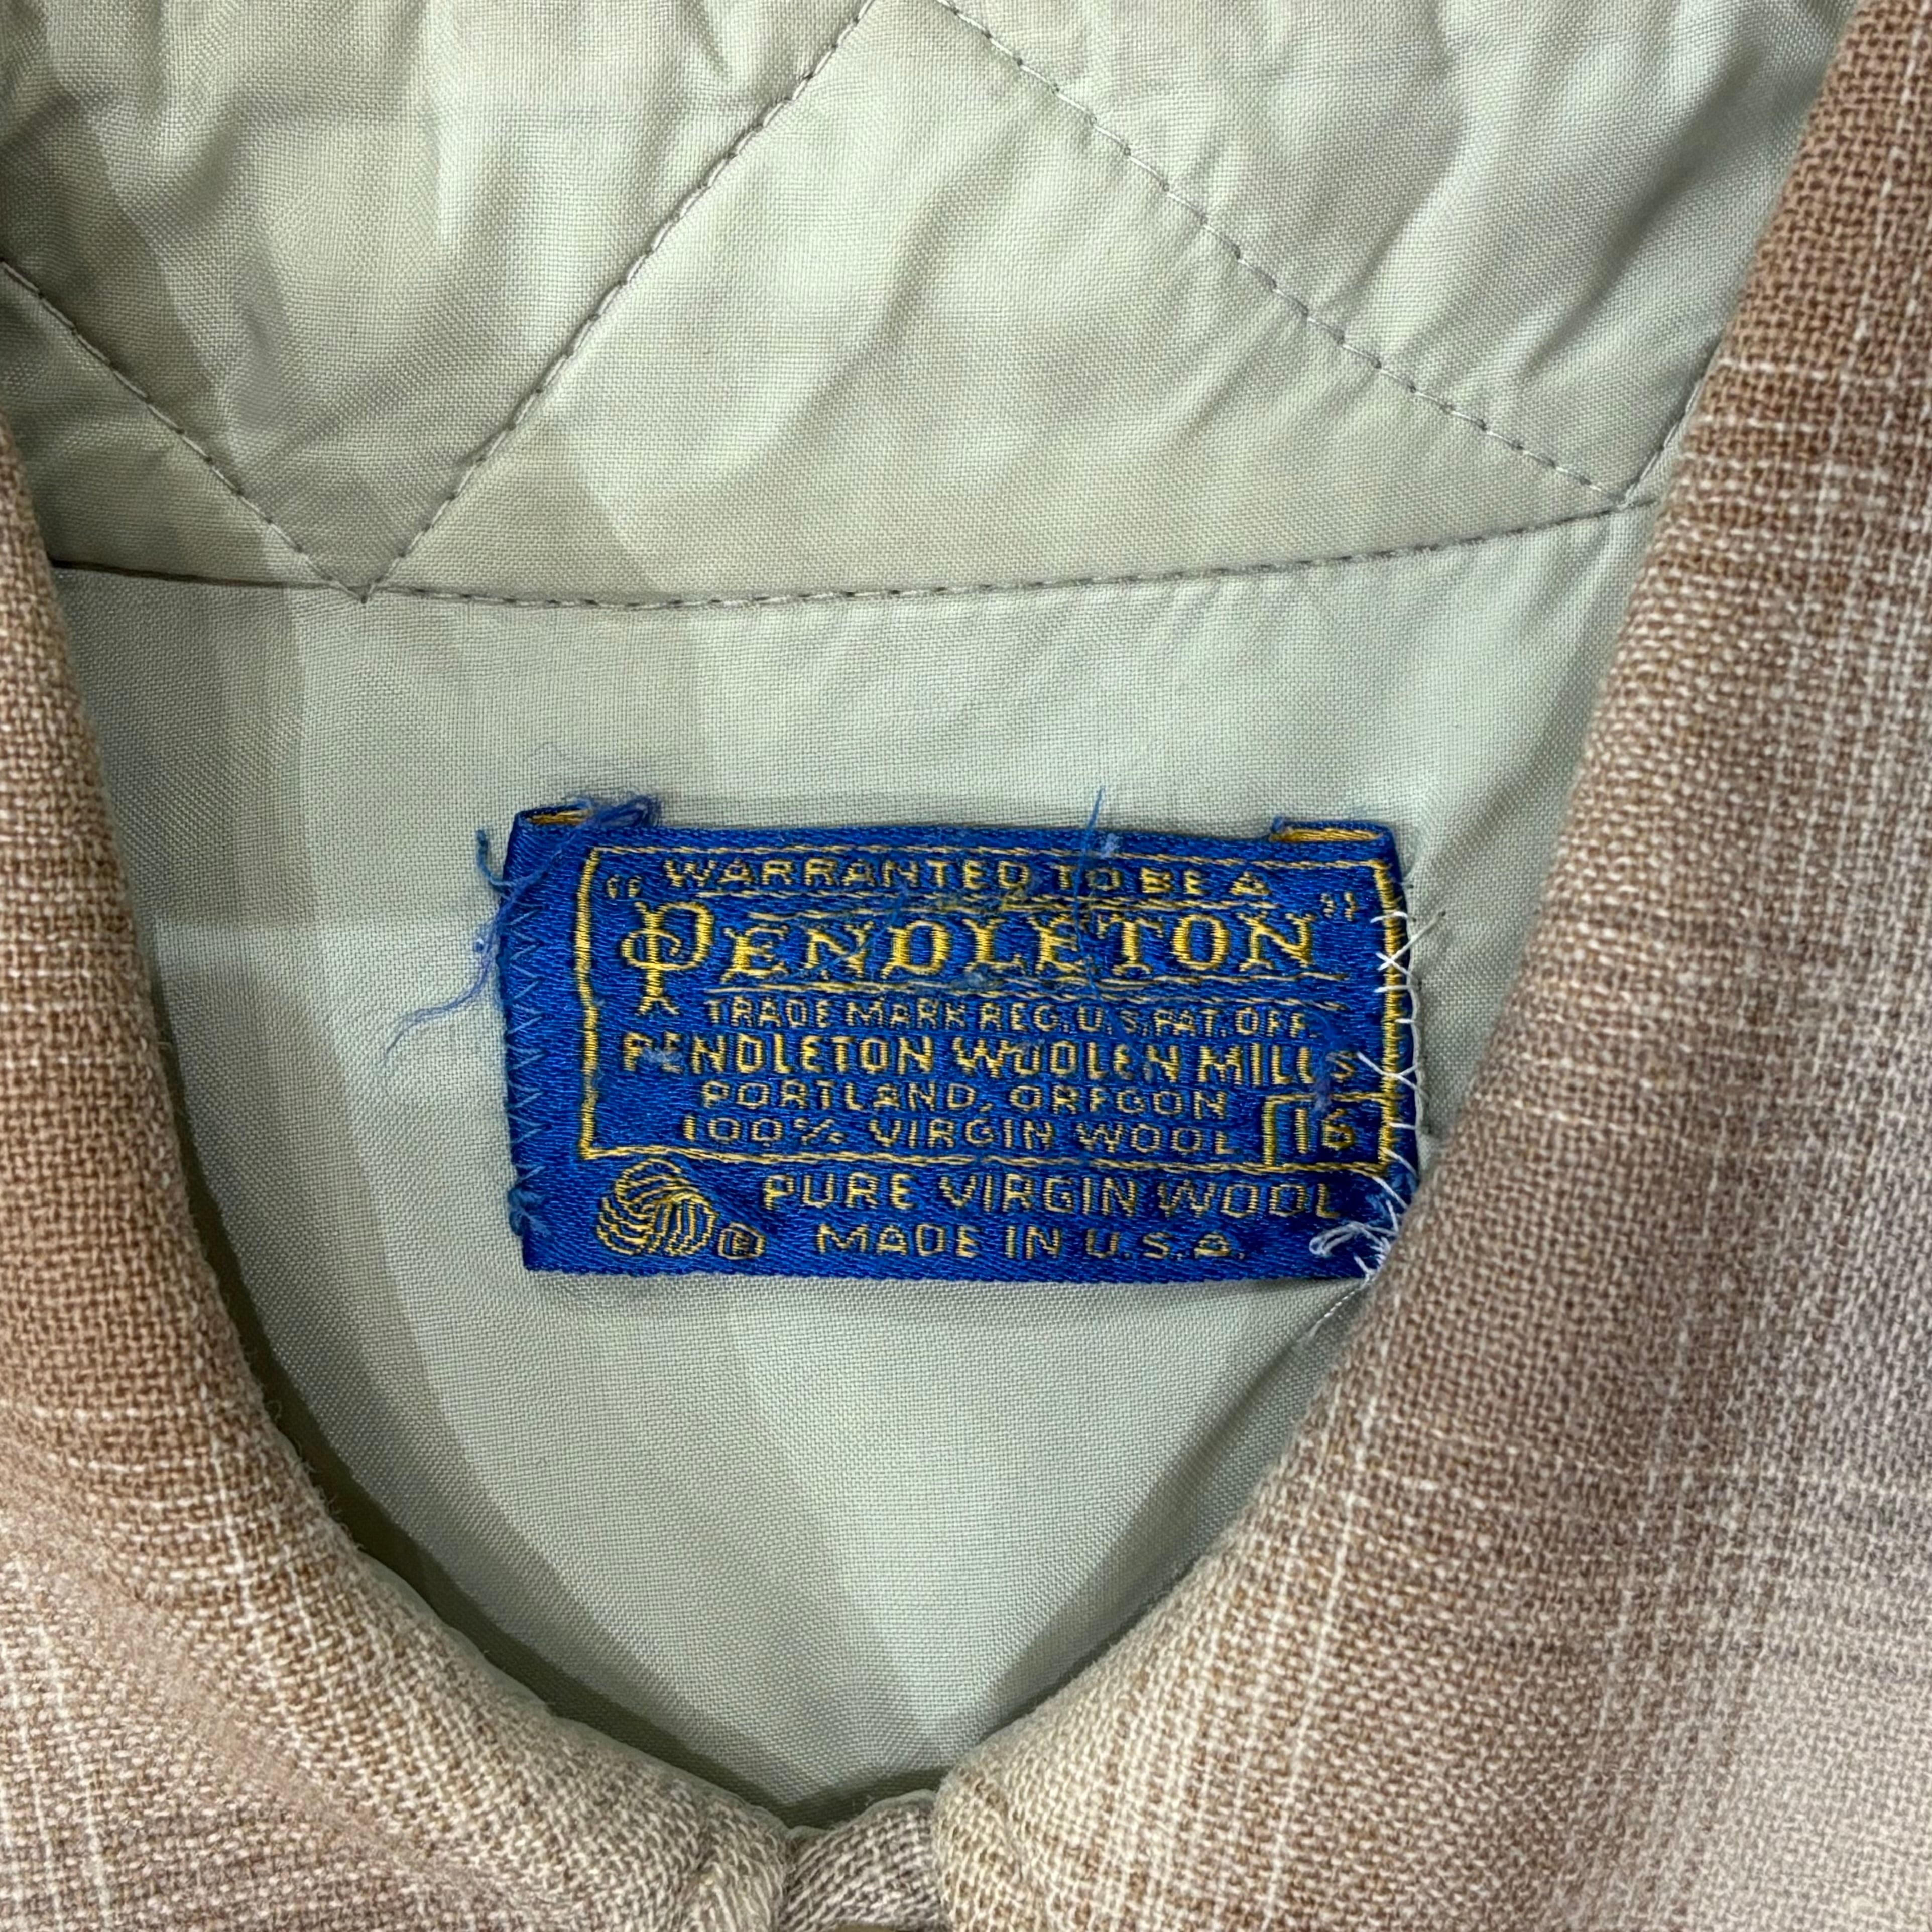 WARRANTED TO BE A
"PENDLETON"
TRADE MARK REG. U.S. PAT. OFF.
PENDLETON WOOLEN MILLS
PORTLAND, OREGON
100% VIRGIN WOOL 16
PURE VIRGIN WOOL
R MADE IN U.S.A.